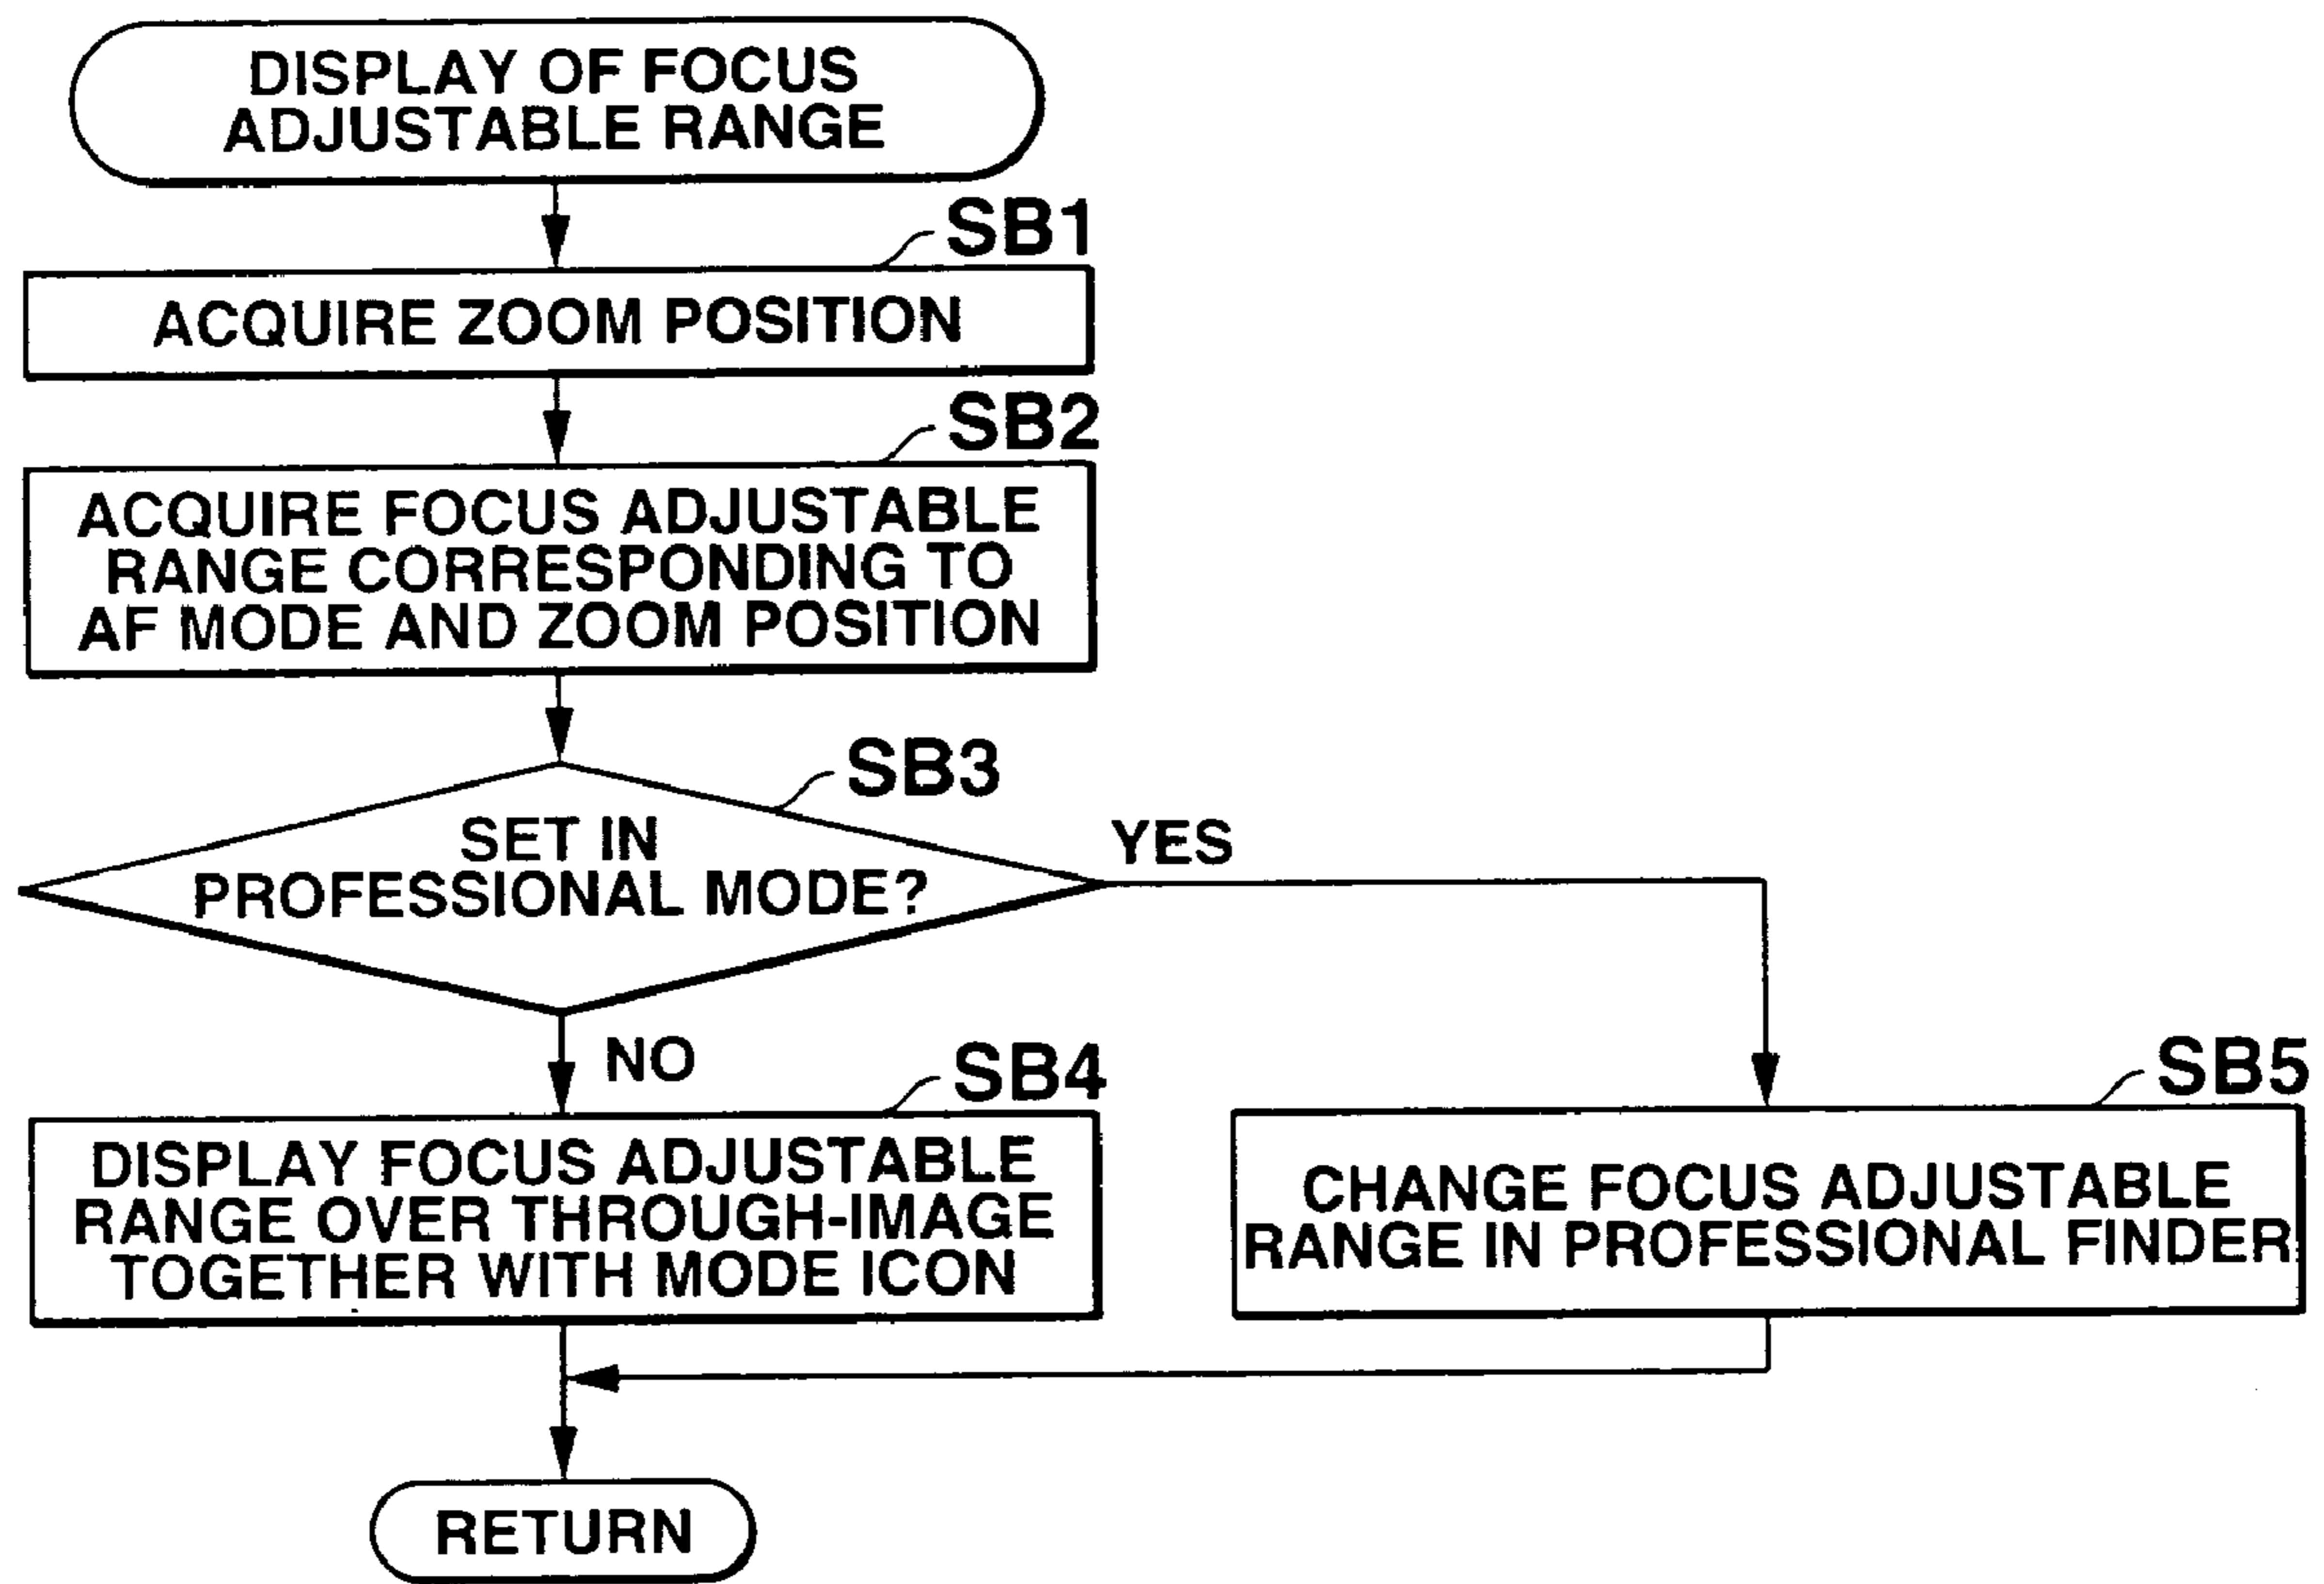 DISPLAY OF FOCUS
ADJUSTABLE RANGE
SB1
ACQUIRE ZOOM POSITION
SB2
ACQUIRE FOCUS ADJUSTABLE
RANGE CORRESPONDING TO
AF MODE AND ZOOM POSITION
SB3
SET IN
PROFESSIONAL MODE?
YES
NO
SB4
DISPLAY FOCUS ADJUSTABLE
RANGE OVER THROUGH-IMAGE
TOGETHER WITH MODE ICON
SB5
CHANGE FOCUS ADJUSTABLE
RANGE IN PROFESSIONAL FINDER
RETURN